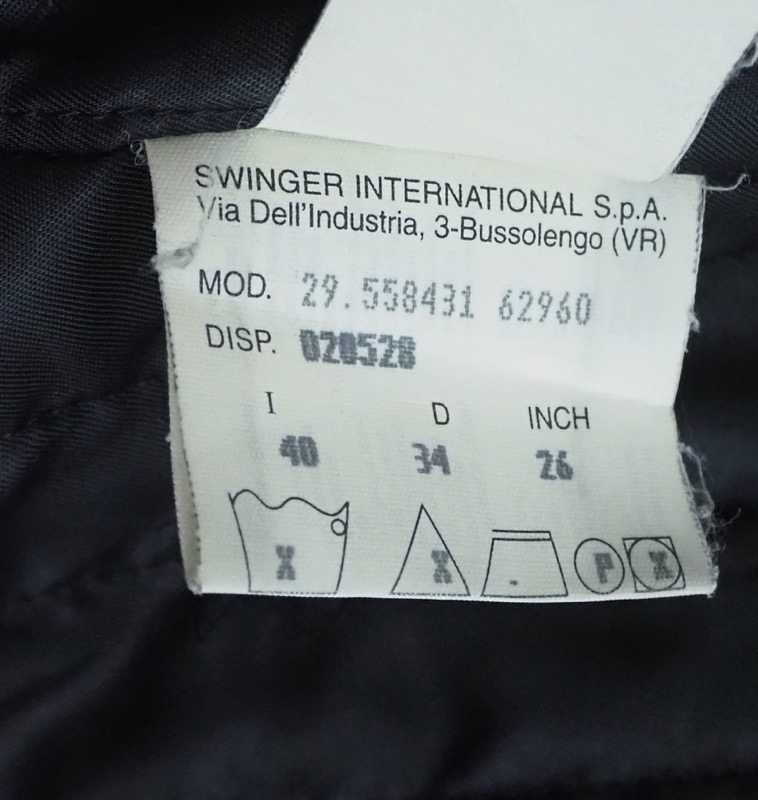 SWINGER INTERNATIONAL S.p.A.
Via Dell'Industria, 3-Bussolengo (VR)
MOD. 29.558431 62960
DISP. 020528
I D INCH
40 34 26
X X P X